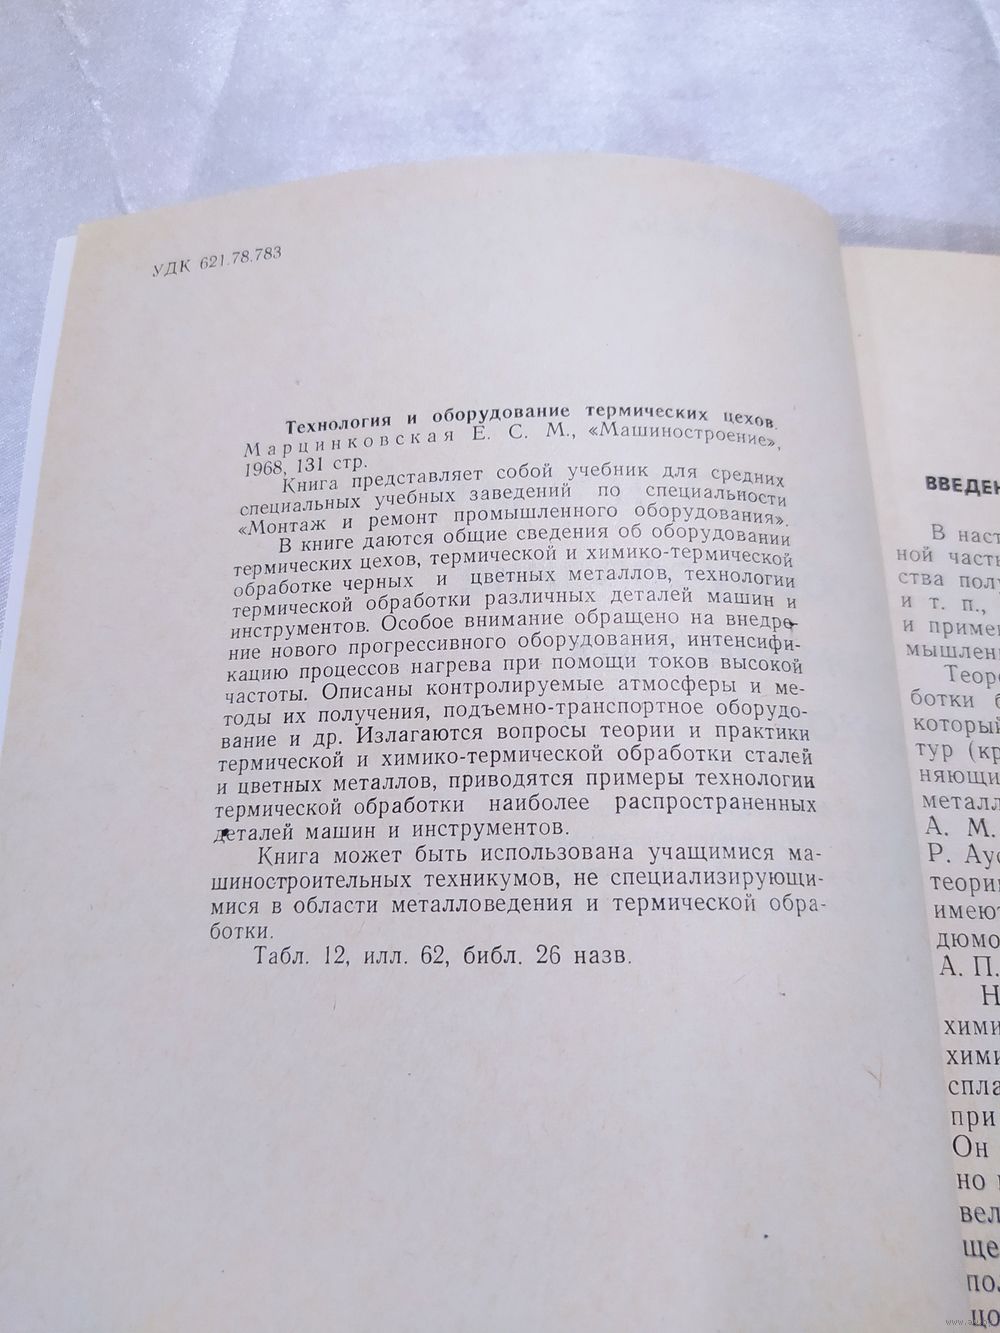 УДК 621.78.783
Технология и оборудование термических цехов.
Марцинковская Е. С. М., «Машиностроение»,
1968, 131 стр.
Книга представляет собой учебник для средних
специальных учебных заведений по специальности
«Монтаж и ремонт промышленного оборудования».
В книге даются общие сведения об оборудовании
термических цехов, термической и химико-термической
обработке черных и цветных металлов, технологии
термической обработки различных деталей машин и
инструментов. Особое внимание обращено на внедре-
ние нового прогрессивного оборудования, интенсифи-
кацию процессов нагрева при помощи токов высокой
частоты. Описаны контролируемые атмосферы и ме-
тоды их получения, подъемно-транспортное оборудо-
вание и др. Излагаются вопросы теории и практики
термической и химико-термической обработки сталей
и цветных металлов, приводятся примеры технологии
термической обработки наиболее распространенных
деталей машин и инструментов.
Книга может быть использована учащимися ма-
шиностроительных техникумов, не специализирующи-
мися в области металловедения и термической обра-
ботки.
Табл. 12, илл. 62, библ. 26 назв.
ВВЕДЕН
В наст
ной част
ства полу
и т. п.,
и приме
мышлен
Теор
ботки б
который
тур (кр
няющи
металл
А. М.
Р. Аус
теории
имеют
дюмо
А. П.
Н
хими
хими
спла
при
Он
но
вел
ще
по
цо